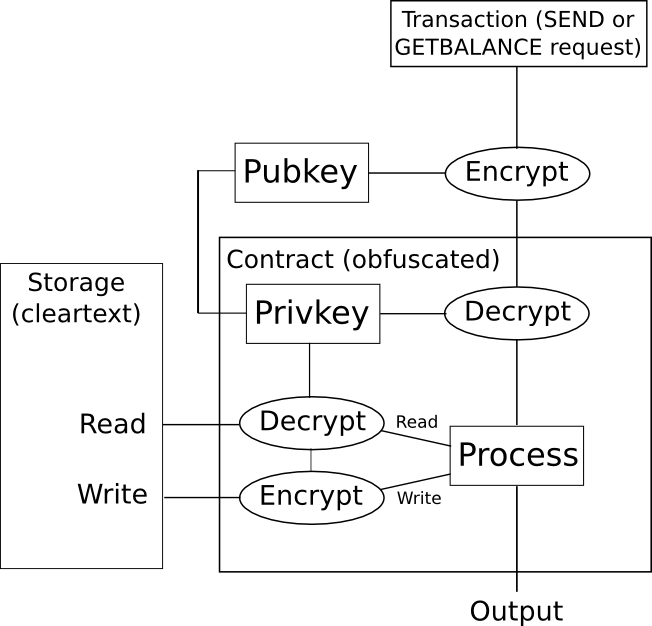 Transaction (SEND or
GETBALANCE request)
Pubkey
Encrypt
Contract (obfuscated)
Storage
(cleartext)
Privkey
Decrypt
Read
Decrypt
Read
Process
Write
Encrypt
Write
Output